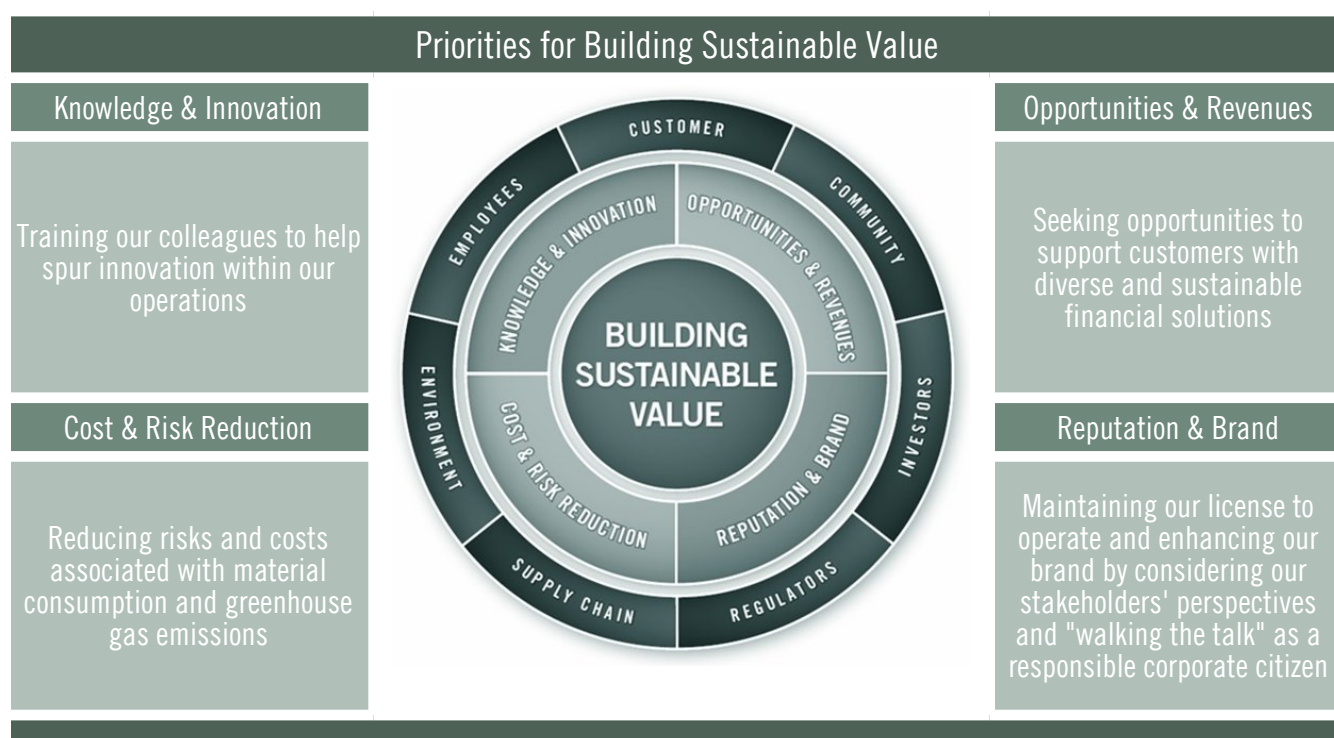 Priorities for Building Sustainable Value
Knowledge & Innovation
Training our colleagues to help
spur innovation within our
operations
Cost & Risk Reduction
Reducing risks and costs
associated with material
consumption and greenhouse
gas emissions
CUSTOMER
COMMUNITY
INVESTORS
REGULATORS
SUPPLY CHAIN
ENVIRONMENT
EMPLOYEES
KNOWLEDGE & INNOVATION
OPPORTUNITIES & REVENUES
REPUTATION & BRAND
COST & RISK REDUCTION
BUILDING
SUSTAINABLE
VALUE
Opportunities & Revenues
Seeking opportunities to
support customers with
diverse and sustainable
financial solutions
Reputation & Brand
Maintaining our license to
operate and enhancing our
brand by considering our
stakeholders' perspectives
and "walking the talk" as a
responsible corporate citizen